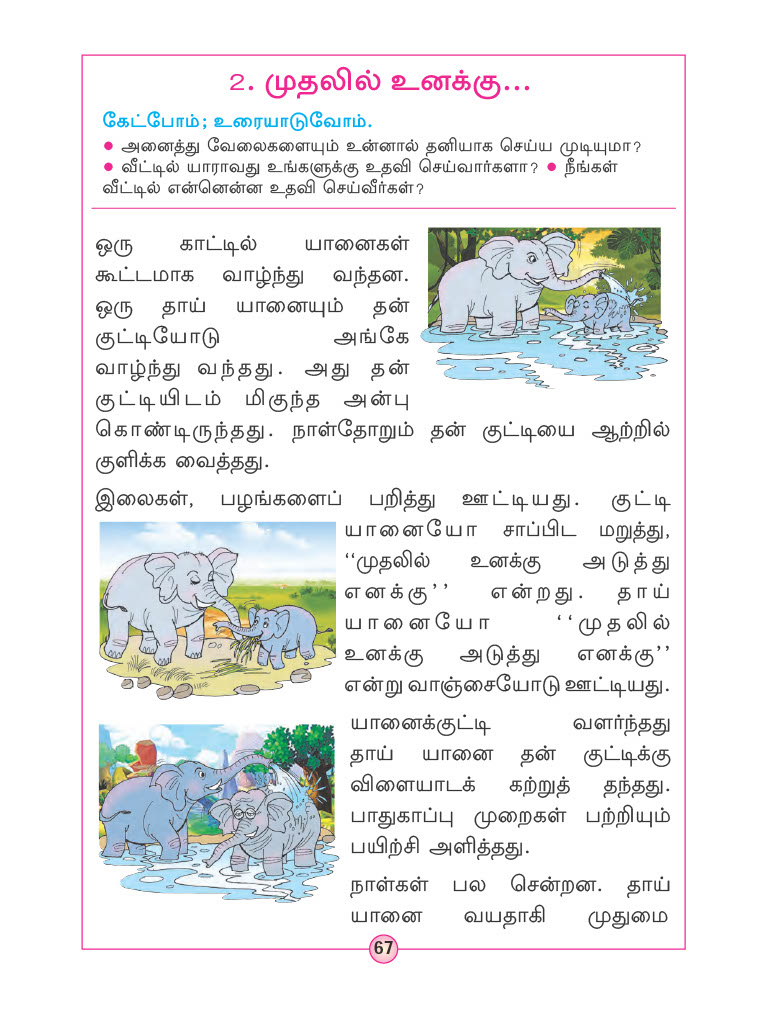 2. முதலில் உனக்கு...
கேட்போம்; உரையாடுவோம்.
● அனைத்து வேலைகளையும் உன்னால் தனியாக செய்ய முடியுமா?
● வீட்டில் யாராவது உங்களுக்கு உதவி செய்வார்களா? ● நீங்கள்
வீட்டில் என்னென்ன உதவி செய்வீர்கள்?
ஒரு காட்டில் யானைகள்
கூட்டமாக வாழ்ந்து வந்தன.
ஒரு தாய் யானையும் தன்
குட்டியோடு அங்கே
வாழ்ந்து வந்தது. அது தன்
குட்டியிடம் மிகுந்த அன்பு
கொண்டிருந்தது. நாள்தோறும் தன் குட்டியை ஆற்றில்
குளிக்க வைத்தது.
இலைகள், பழங்களைப் பறித்து ஊட்டியது. குட்டி
யானையோ சாப்பிட மறுத்து,
‘‘முதலில் உனக்கு அடுத்து
எனக்கு’’ என்றது. தாய்
யானையோ ‘‘முதலில்
உனக்கு அடுத்து எனக்கு’’
என்று வாஞ்சையோடு ஊட்டியது.
யானைக்குட்டி வளர்ந்தது
தாய் யானை தன் குட்டிக்கு
விளையாடக் கற்றுத் தந்தது.
பாதுகாப்பு முறைகள் பற்றியும்
பயிற்சி அளித்தது.
நாள்கள் பல சென்றன. தாய்
யானை வயதாகி முதுமை
67